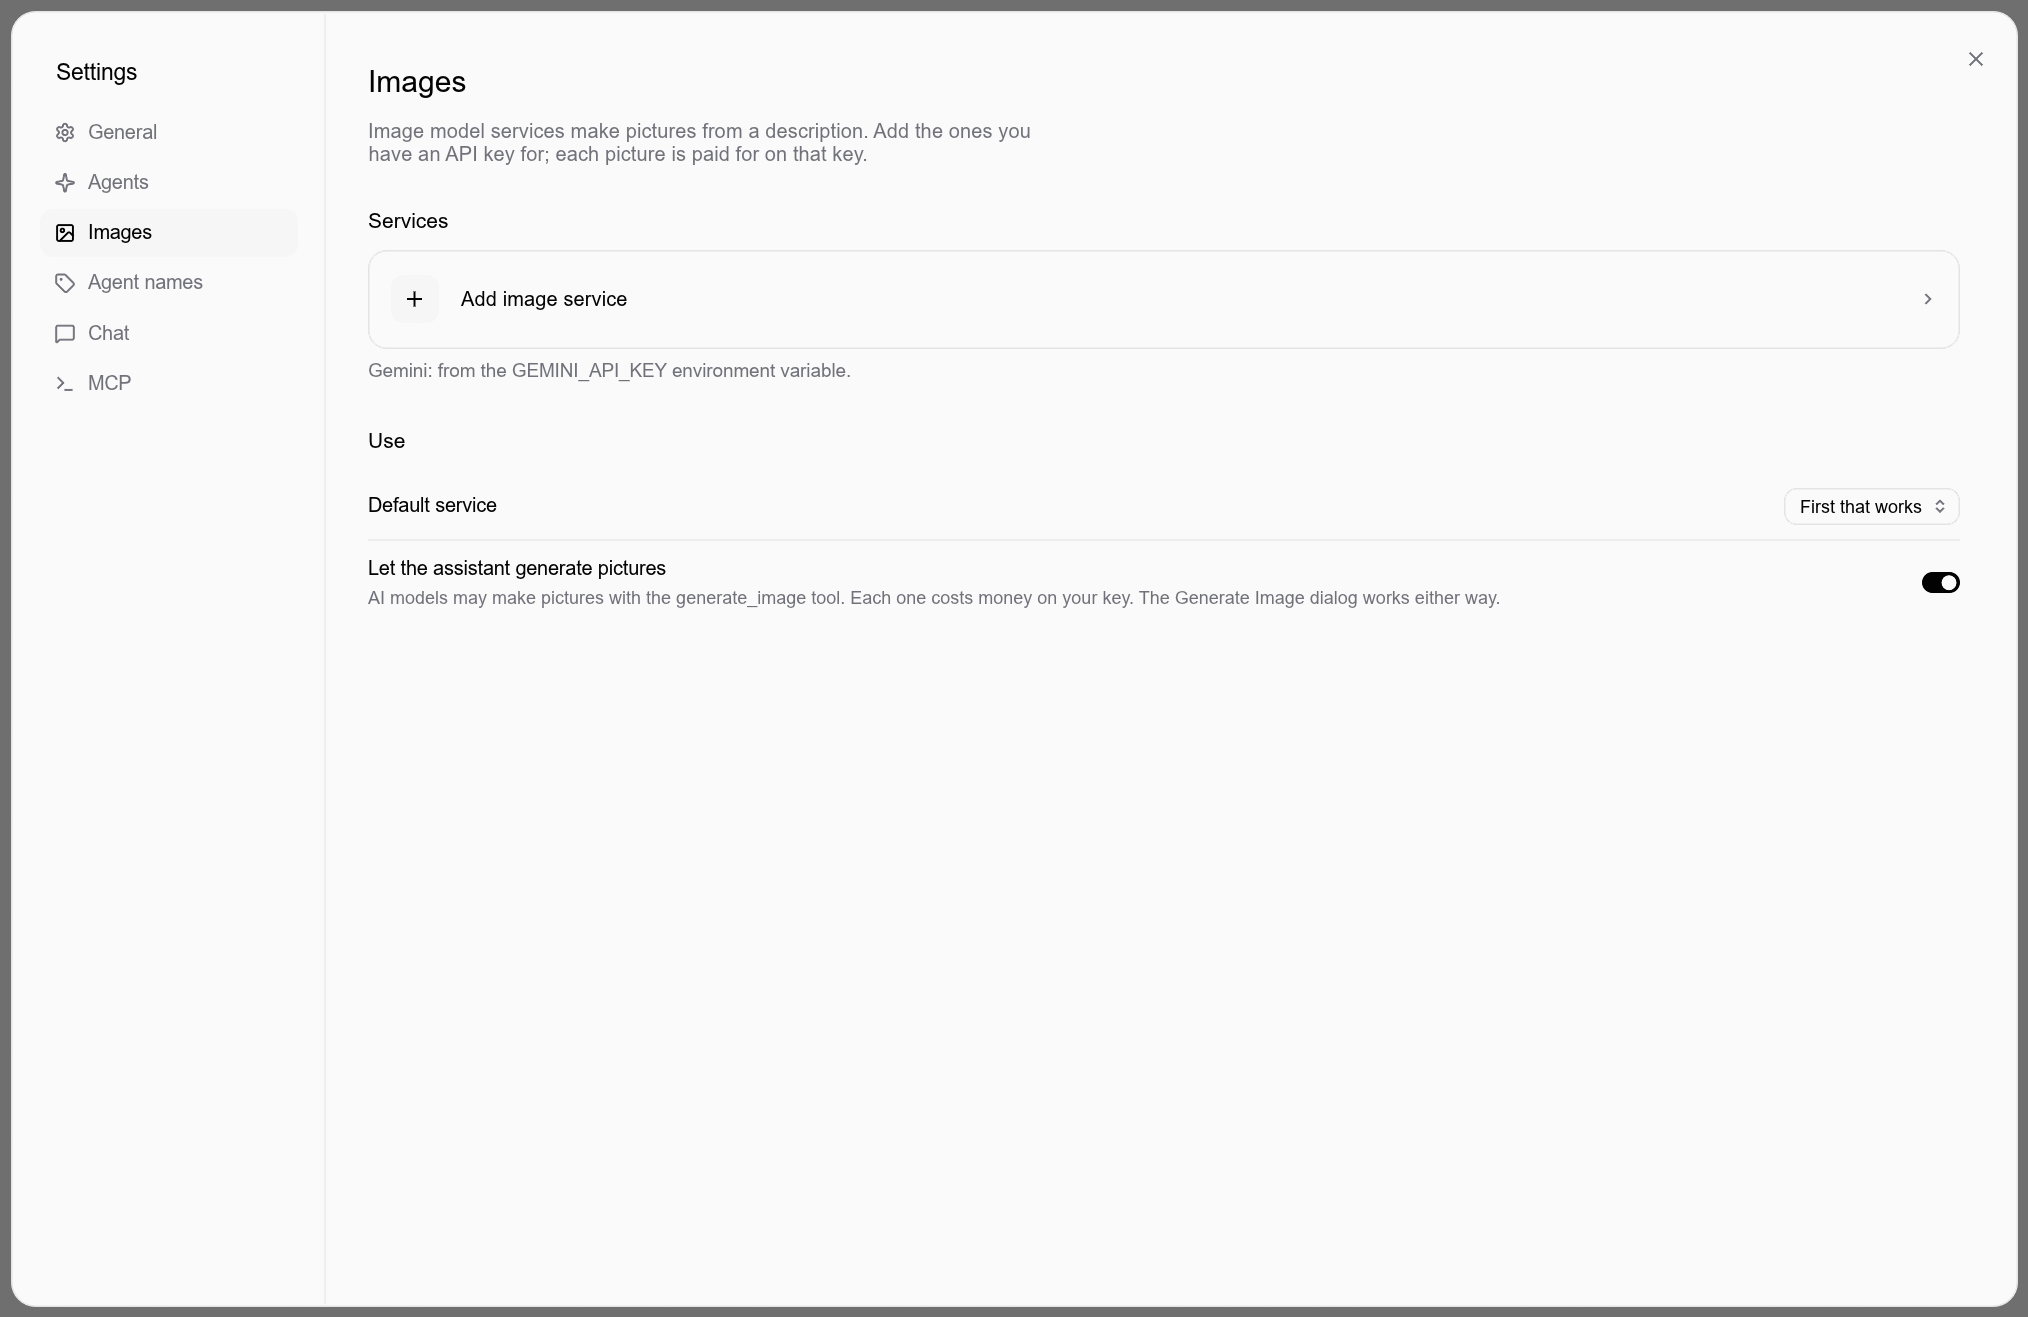 Settings
General
Agents
Images
Agent names
Chat
MCP
Images
Image model services make pictures from a description. Add the ones you
have an API key for; each picture is paid for on that key.
Services
Add image service
Gemini: from the GEMINI_API_KEY environment variable.
Use
Default service
First that works
Let the assistant generate pictures
AI models may make pictures with the generate_image tool. Each one costs money on your key. The Generate Image dialog works either way.